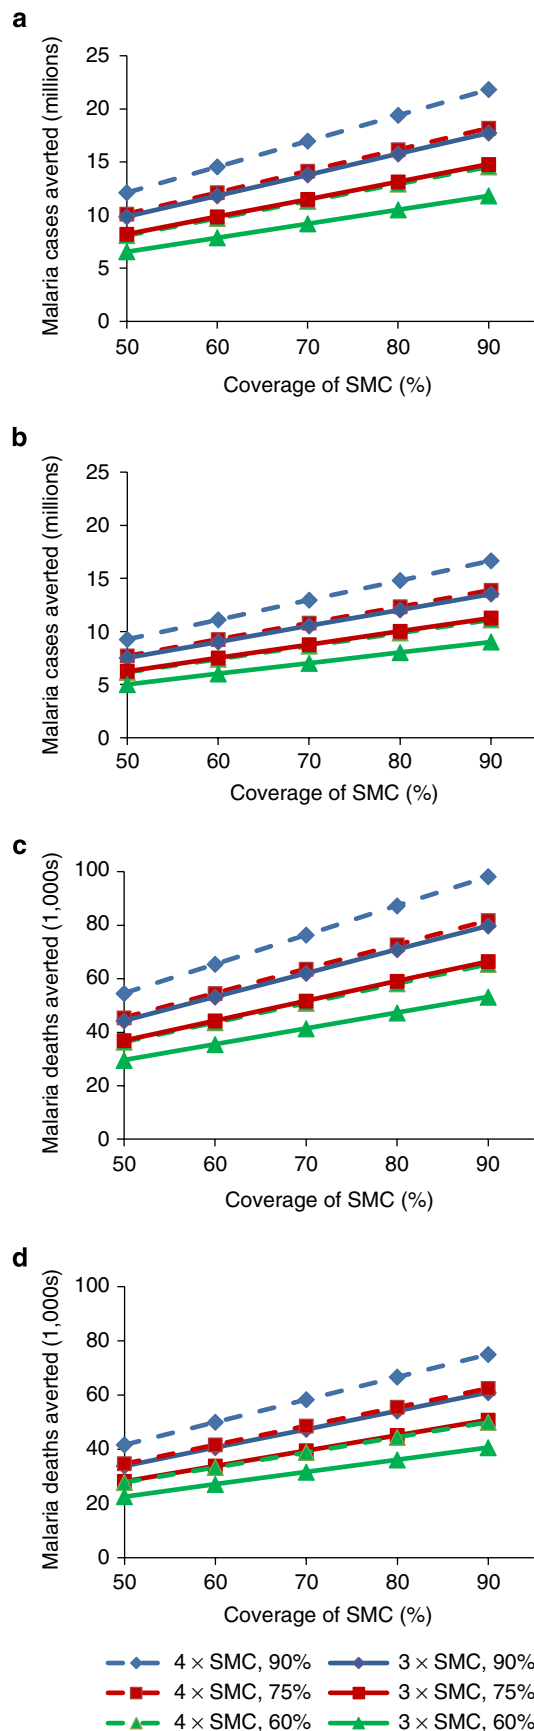 a
Malaria cases averted (millions)
25
20
15
10
5
0
50 60 70 80 90
Coverage of SMC (%)
b
Malaria cases averted (millions)
25
20
15
10
5
0
50 60 70 80 90
Coverage of SMC (%)
c
Malaria deaths averted (1,000s)
100
80
60
40
20
0
50 60 70 80 90
Coverage of SMC (%)
d
Malaria deaths averted (1,000s)
100
80
60
40
20
0
50 60 70 80 90
Coverage of SMC (%)
4 × SMC, 90% 3 × SMC, 90%
4 × SMC, 75% 3 × SMC, 75%
4 × SMC, 60% 3 × SMC, 60%